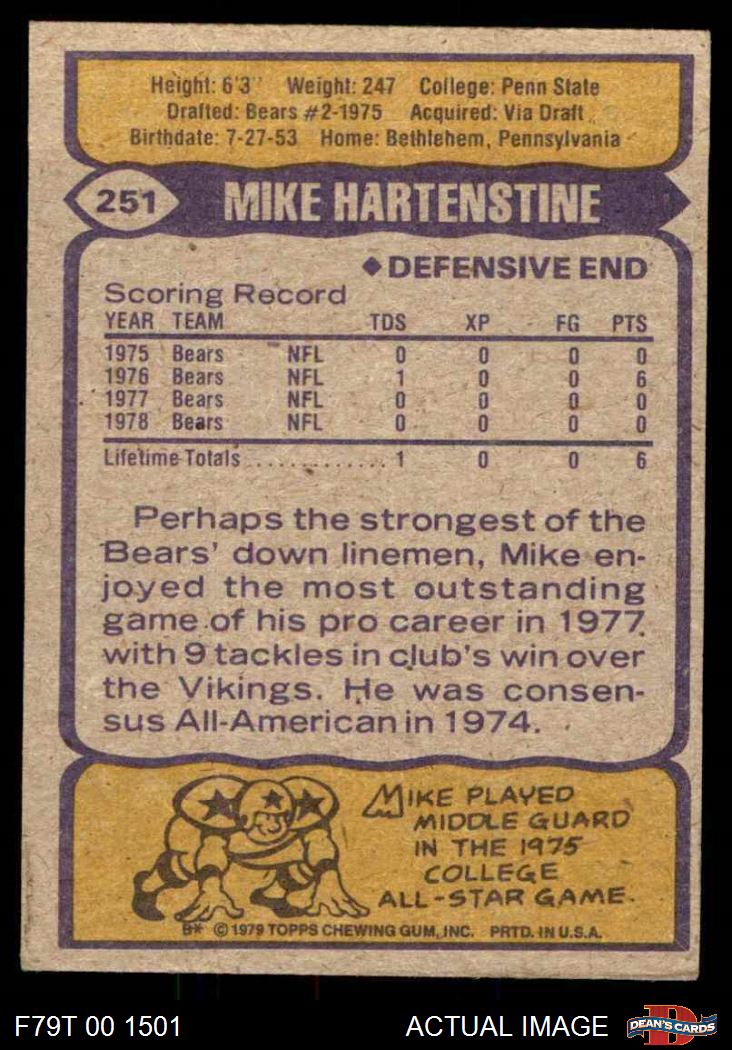 Height: 6'3" Weight: 247 College: Penn State
Drafted: Bears #2-1975 Acquired: Via Draft
Birthdate: 7-27-53 Home: Bethlehem, Pennsylvania
251 MIKE HARTENSTINE
◆DEFENSIVE END
Scoring Record
YEAR TEAM TDS XP FG PTS
1975 Bears NFL 0 0 0 0
1976 Bears NFL 1 0 0 6
1977 Bears NFL 0 0 0 0
1978 Bears NFL 0 0 0 0
Lifetime Totals ............ 1 0 0 6
Perhaps the strongest of the
Bears' down linemen, Mike en-
joyed the most outstanding
game of his pro career in 1977
with 9 tackles in club's win over
the Vikings. He was consen-
sus All-American in 1974.
MIKE PLAYED
MIDDLE GUARD
IN THE 1975
COLLEGE
ALL-STAR GAME.
B* © 1979 TOPPS CHEWING GUM, INC. PRTD. IN U.S.A.
F79T 00 1501 ACTUAL IMAGE D DEAN'S CARDS